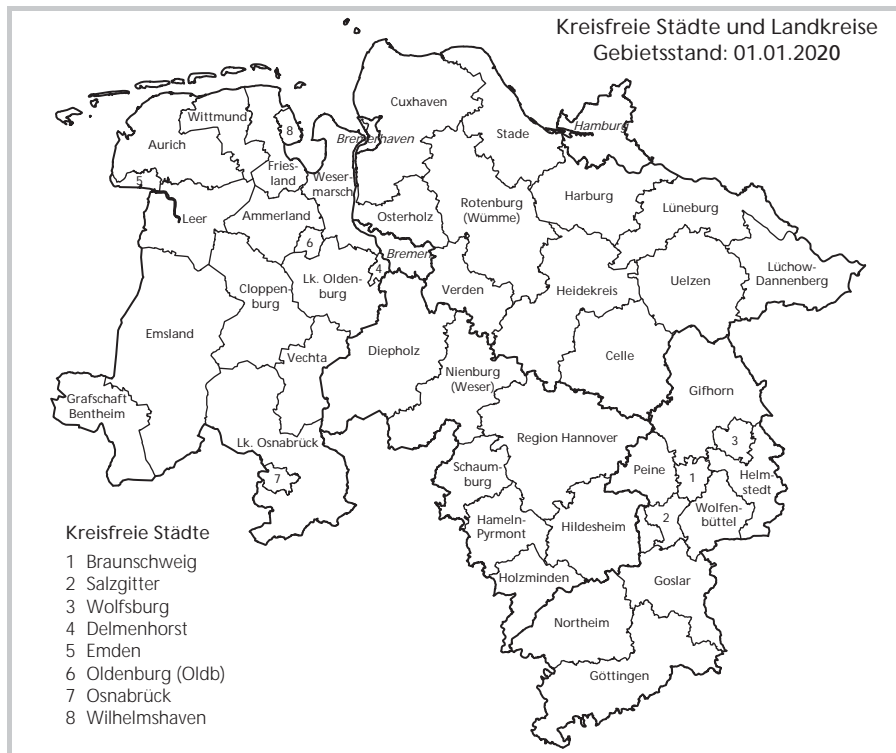 Kreisfreie Städte und Landkreise
Gebietsstand: 01.01.2020
Cuxhaven
Wittmund
8
Bremerhaven
Stade
Hamburg
Aurich
5
Fries-
land
Weser-
marsch
Leer
Ammerland
6
Osterholz
Rotenburg
(Wümme)
Harburg
Lüneburg
Bremen
4
Lk. Olden-
burg
Cloppen-
burg
Verden
Heidekreis
Uelzen
Lüchow-
Dannenberg
Emsland
Vechta
Diepholz
Nienburg
(Weser)
Celle
Gifhorn
Grafschaft
Bentheim
Lk. Osnabrück
7
Region Hannover
Schaum-
burg
Peine
3
1
Helm-
stedt
2
Wolfen-
büttel
Hameln-
Pyrmont
Hildesheim
Holzminden
Goslar
Northeim
Göttingen
Kreisfreie Städte
1 Braunschweig
2 Salzgitter
3 Wolfsburg
4 Delmenhorst
5 Emden
6 Oldenburg (Oldb)
7 Osnabrück
8 Wilhelmshaven